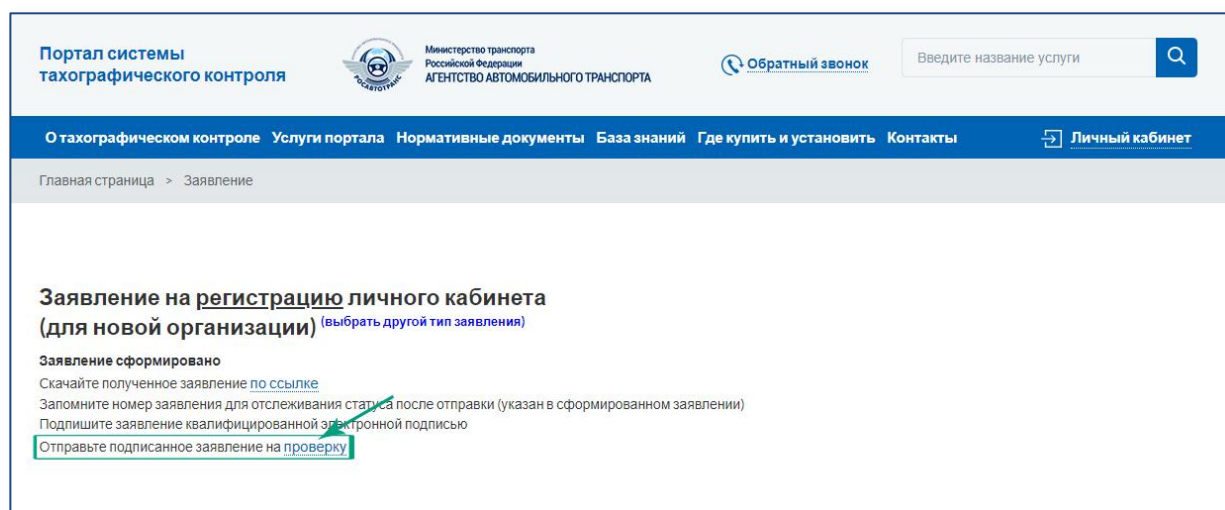 Портал системы
тахографического контроля
РОСАВТОТРАНС
Министерство транспорта
Российской Федерации
АГЕНТСТВО АВТОМОБИЛЬНОГО ТРАНСПОРТА
Обратный звонок
Введите название услуги
О тахографическом контроле Услуги портала Нормативные документы База знаний Где купить и установить Контакты Личный кабинет
Главная страница > Заявление
Заявление на регистрацию личного кабинета
(для новой организации) (выбрать другой тип заявления)
Заявление сформировано
Скачайте полученное заявление по ссылке
Запомните номер заявления для отслеживания статуса после отправки (указан в сформированном заявлении)
Подпишите заявление квалифицированной электронной подписью
Отправьте подписанное заявление на проверку